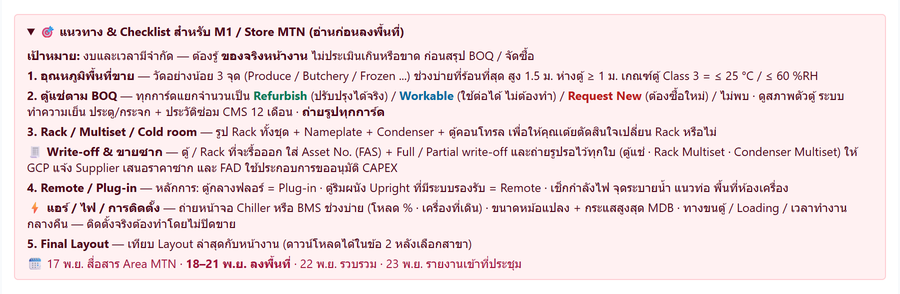 ▼ 🎯 แนวทาง & Checklist สำหรับ M1 / Store MTN (อ่านก่อนลงพื้นที่)
เป้าหมาย: งบและเวลามีจำกัด — ต้องรู้ ของจริงหน้างาน ไม่ประเมินเกินหรือขาด ก่อนสรุป BOQ / จัดซื้อ
1. อุณหภูมิพื้นที่ขาย — วัดอย่างน้อย 3 จุด (Produce / Butchery / Frozen ...) ช่วงบ่ายที่ร้อนที่สุด สูง 1.5 ม. ห่างตู้ ≥ 1 ม. เกณฑ์ตู้ Class 3 = ≤ 25 °C / ≤ 60 %RH
2. ตู้แช่ตาม BOQ — ทุกการ์ดแยกจำนวนเป็น Refurbish (ปรับปรุงได้จริง) / Workable (ใช้ต่อได้ ไม่ต้องทำ) / Request New (ต้องซื้อใหม่) / ไม่พบ · ดูสภาพตัวตู้ ระบบ
ทำความเย็น ประตู/กระจก + ประวัติซ่อม CMS 12 เดือน · ถ่ายรูปทุกการ์ด
3. Rack / Multiset / Cold room — รูป Rack ทั้งชุด + Nameplate + Condenser + ตู้คอนโทรล เพื่อให้คุณเต้ยตัดสินใจเปลี่ยน Rack หรือไม่
🧾 Write-off & ขายซาก — ตู้ / Rack ที่จะรื้อออก ใส่ Asset No. (FAS) + Full / Partial write-off และถ่ายรูปรอไว้ทุกใบ (ตู้แช่ · Rack Multiset · Condenser Multiset) ให้
GCP แจ้ง Supplier เสนอราคาซาก และ FAD ใช้ประกอบการขออนุมัติ CAPEX
4. Remote / Plug-in — หลักการ: ตู้กลางฟลอร์ = Plug-in · ตู้ริมผนัง Upright ที่มีระบบรองรับ = Remote · เช็กกำลังไฟ จุดระบายน้ำ แนวท่อ พื้นที่ห้องเครื่อง
⚡ แอร์ / ไฟ / การติดตั้ง — ถ่ายหน้าจอ Chiller หรือ BMS ช่วงบ่าย (โหลด % · เครื่องที่เดิน) · ขนาดหม้อแปลง + กระแสสูงสุด MDB · ทางขนตู้ / Loading / เวลาทำงาน
กลางคืน — ติดตั้งจริงต้องทำโดยไม่ปิดขาย
5. Final Layout — เทียบ Layout ล่าสุดกับหน้างาน (ดาวน์โหลดได้ในข้อ 2 หลังเลือกสาขา)
🗓️ 17 พ.ย. สื่อสาร Area MTN · 18–21 พ.ย. ลงพื้นที่ · 22 พ.ย. รวบรวม · 23 พ.ย. รายงานเข้าที่ประชุม